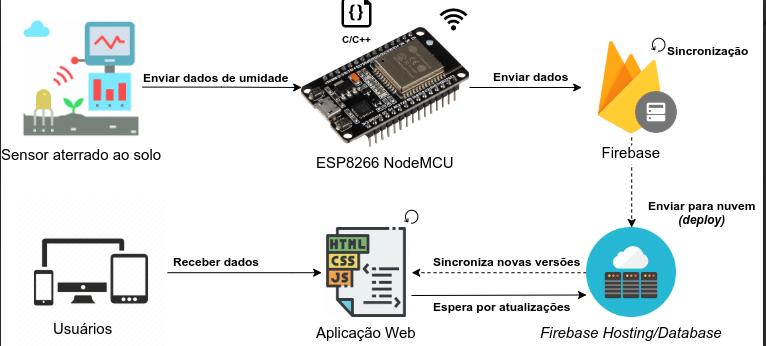 {}
C/C++
Enviar dados de umidade
Enviar dados
Sincronização
Sensor aterrado ao solo
ESP8266 NodeMCU
Firebase
Enviar para nuvem
(deploy)
Receber dados
HTML
CSS
JS
Sincroniza novas versões
Espera por atualizações
Usuários
Aplicação Web
Firebase Hosting/Database